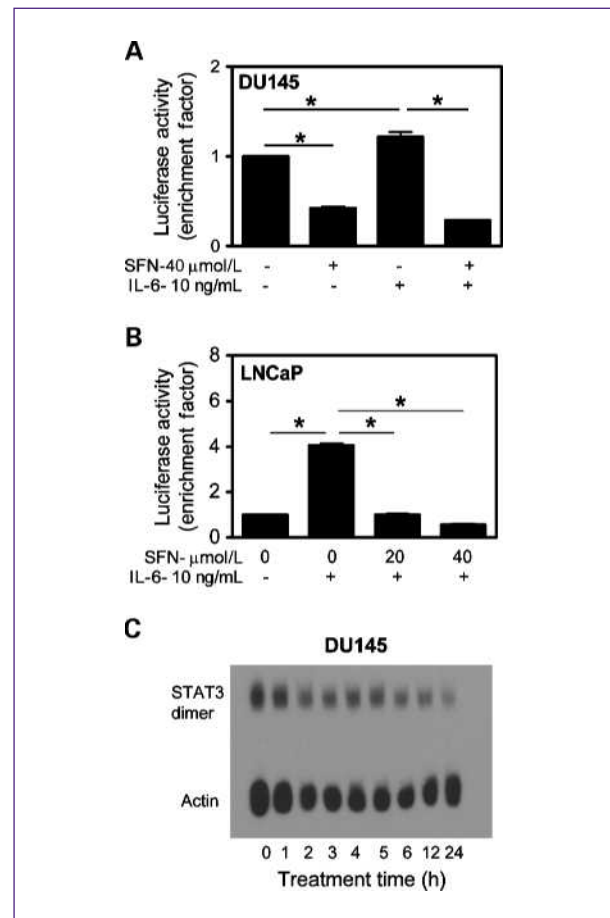 A
DU145
Luciferase activity
(enrichment factor)
2
1
0
*
*
*
SFN-40 μmol/L - + - +
IL-6- 10 ng/mL - - + +
B
LNCaP
Luciferase activity
(enrichment factor)
8
6
4
2
0
*
*
*
SFN- μmol/L 0 0 20 40
IL-6- 10 ng/mL - + + +
C
DU145
STAT3
dimer
Actin
0 1 2 3 4 5 6 12 24
Treatment time (h)